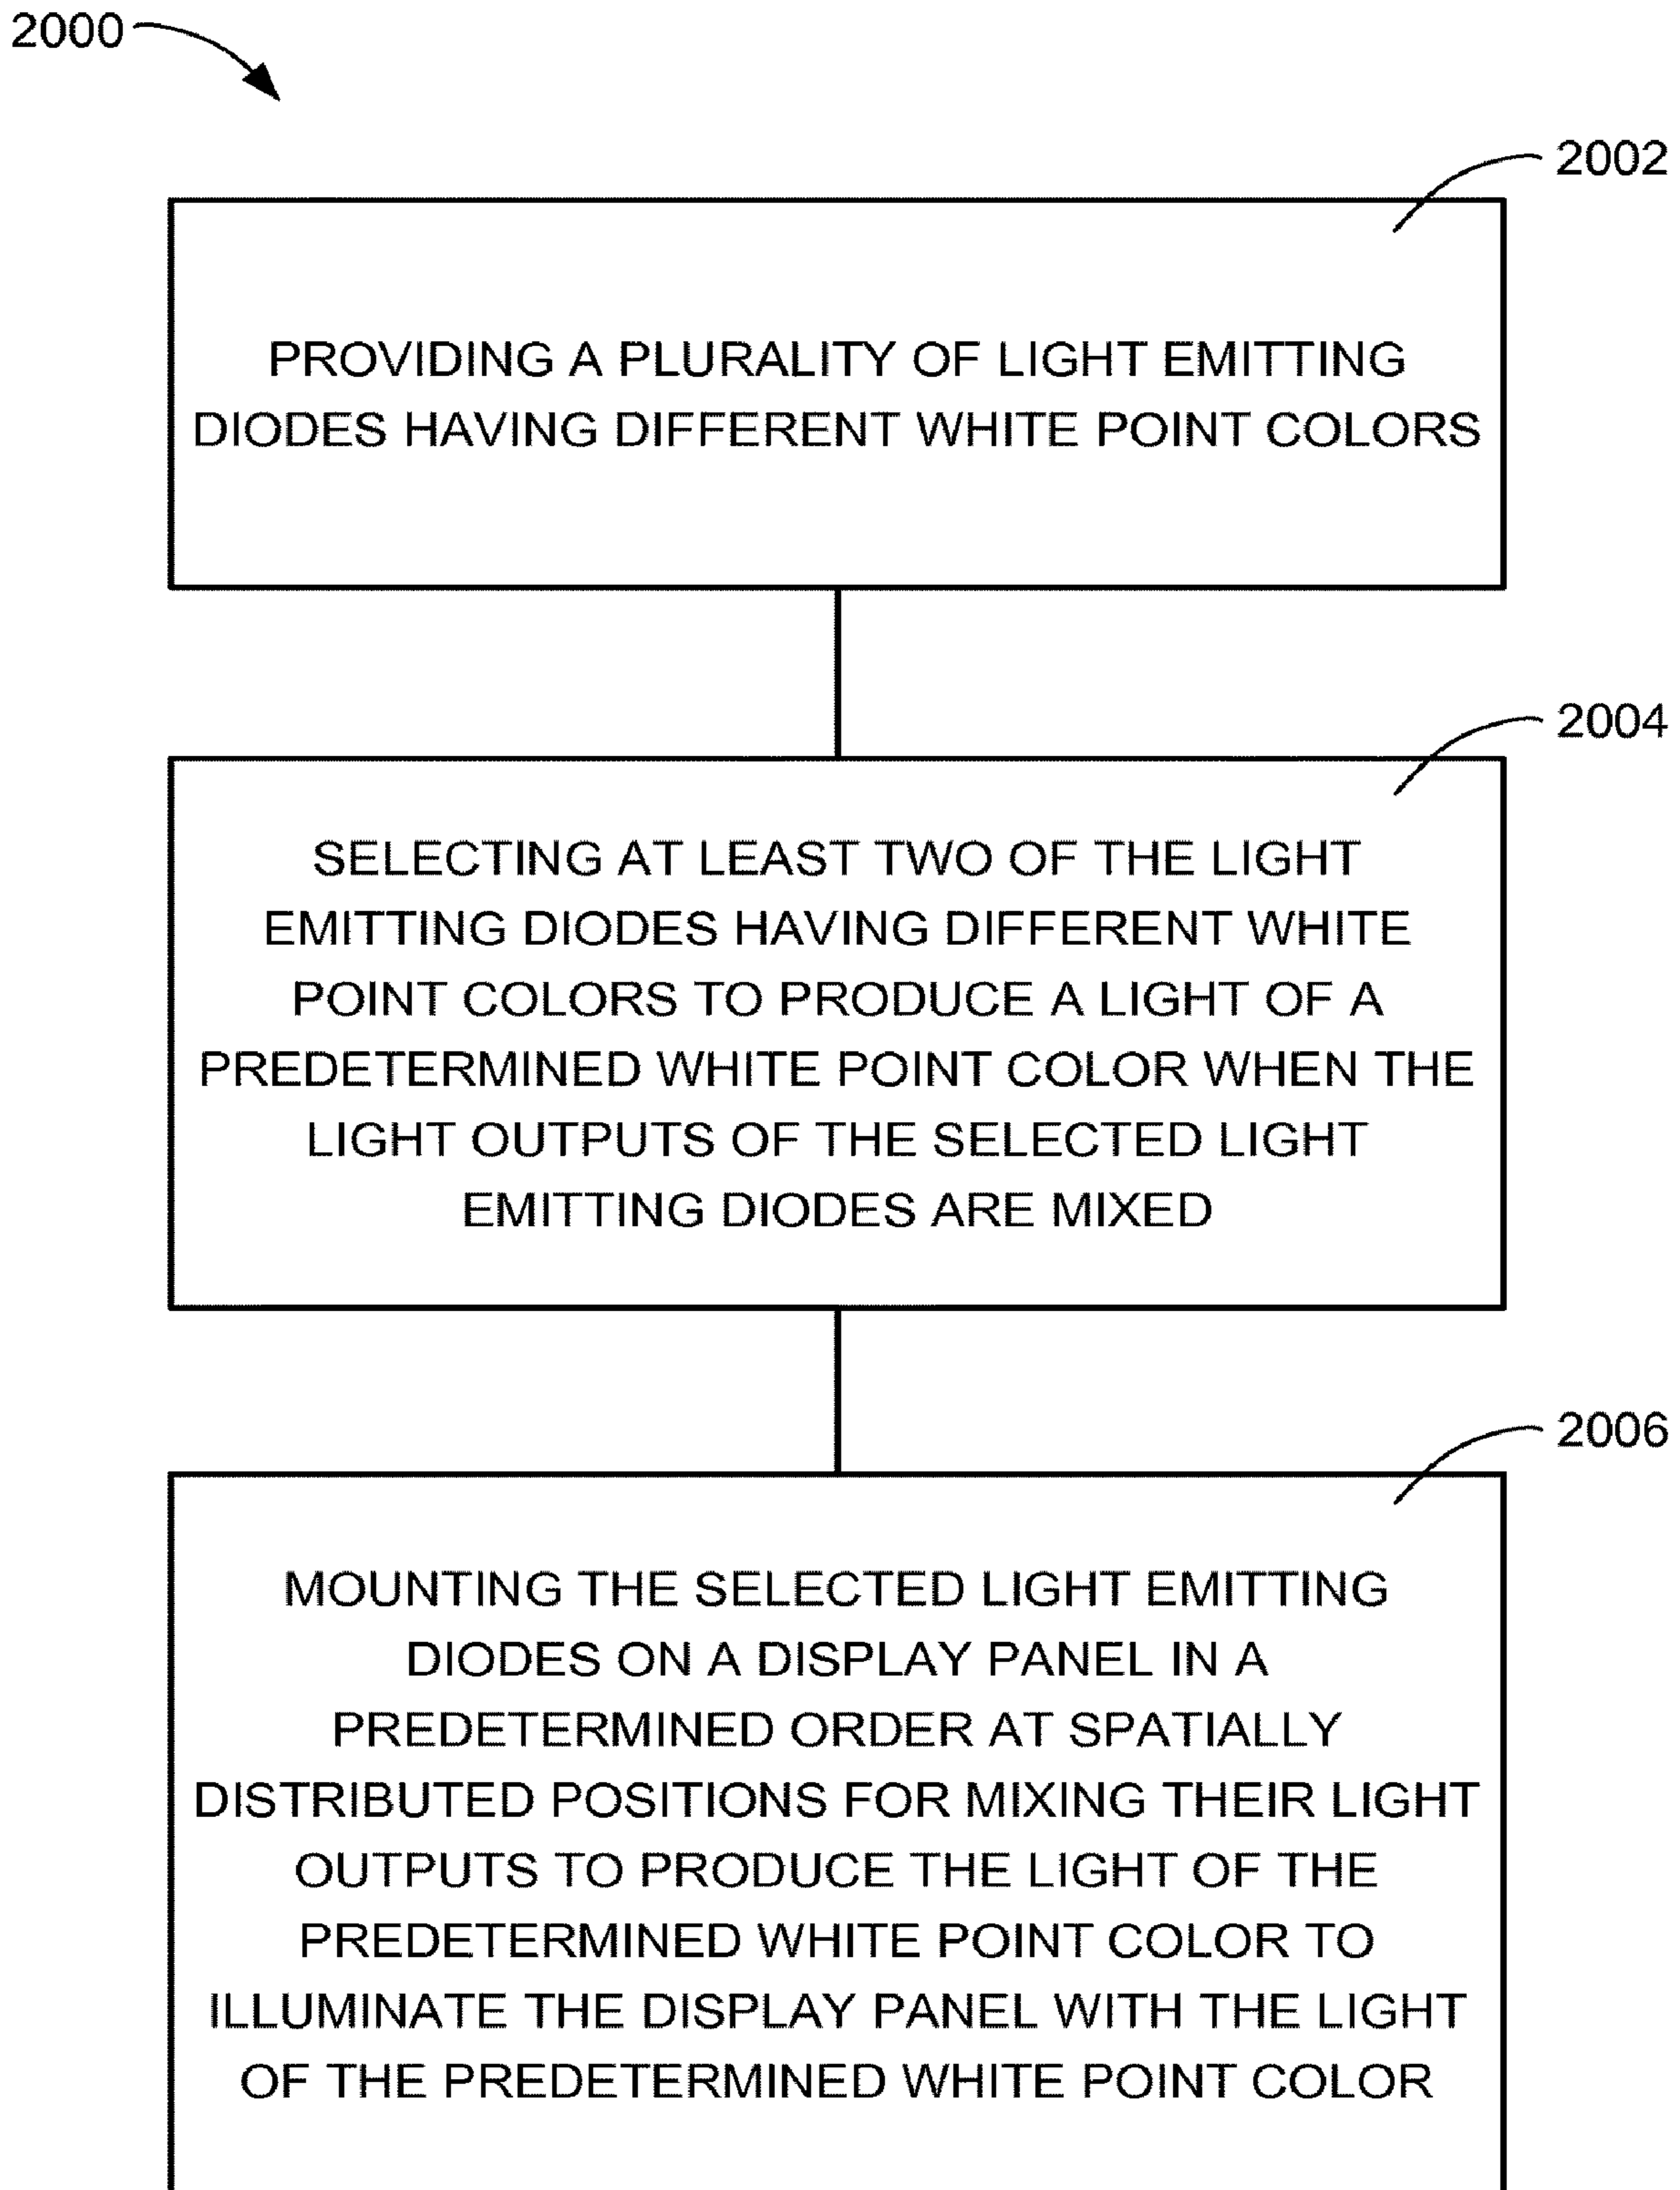 2000
2002
PROVIDING A PLURALITY OF LIGHT EMITTING
DIODES HAVING DIFFERENT WHITE POINT COLORS
2004
SELECTING AT LEAST TWO OF THE LIGHT
EMITTING DIODES HAVING DIFFERENT WHITE
POINT COLORS TO PRODUCE A LIGHT OF A
PREDETERMINED WHITE POINT COLOR WHEN THE
LIGHT OUTPUTS OF THE SELECTED LIGHT
EMITTING DIODES ARE MIXED
2006
MOUNTING THE SELECTED LIGHT EMITTING
DIODES ON A DISPLAY PANEL IN A
PREDETERMINED ORDER AT SPATIALLY
DISTRIBUTED POSITIONS FOR MIXING THEIR LIGHT
OUTPUTS TO PRODUCE THE LIGHT OF THE
PREDETERMINED WHITE POINT COLOR TO
ILLUMINATE THE DISPLAY PANEL WITH THE LIGHT
OF THE PREDETERMINED WHITE POINT COLOR